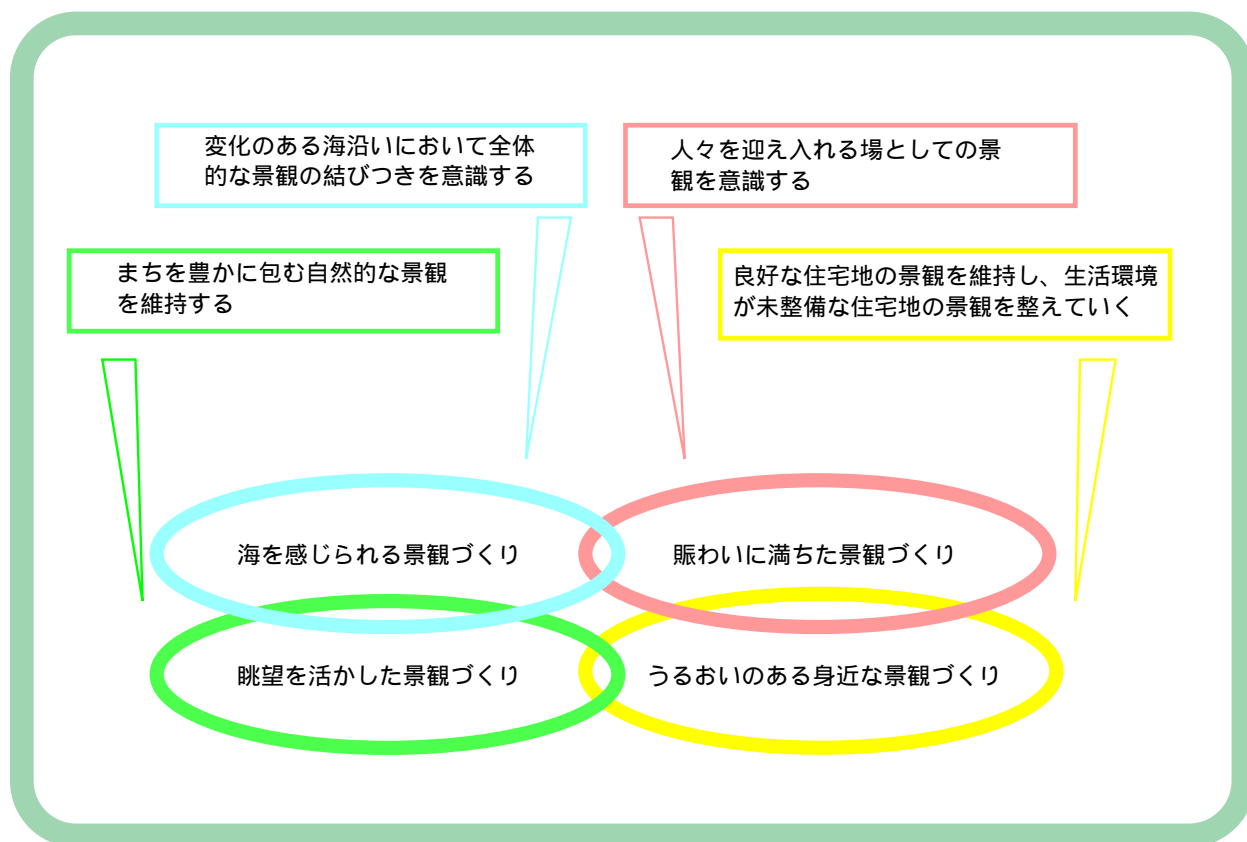 変化のある海沿いにおいて全体
的な景観の結びつきを意識する
人々を迎え入れる場としての景
観を意識する
まちを豊かに包む自然的な景観
を維持する
良好な住宅地の景観を維持し、生活環境
が未整備な住宅地の景観を整えていく
海を感じられる景観づくり
賑わいに満ちた景観づくり
眺望を活かした景観づくり
うるおいのある身近な景観づくり